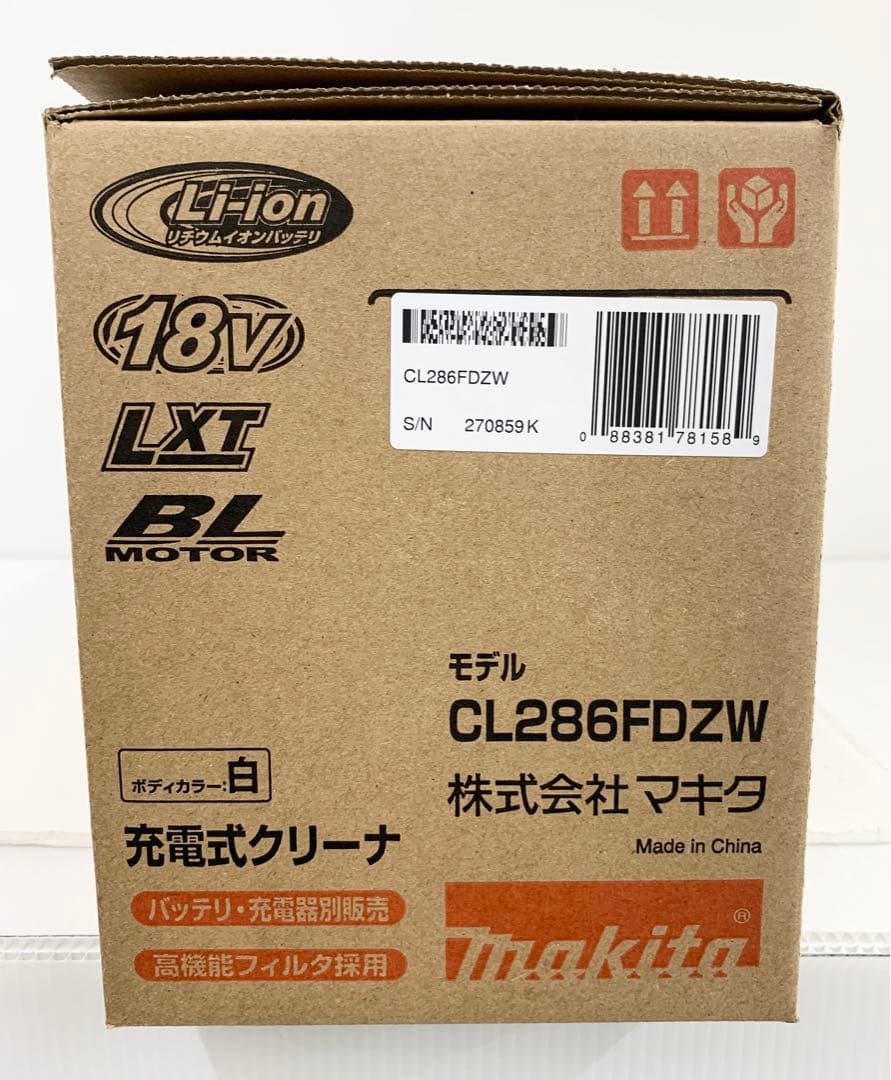 Li-ion
リチウムイオンバッテリ
18V
LXT
BL
MOTOR
CL286FDZW
S/N 270859K
0 88381 78158 9
モデル
CL286FDZW
株式会社マキタ
Made in China
ボディカラー:白
充電式クリーナ
バッテリ・充電器別販売
高機能フィルタ採用
makita®